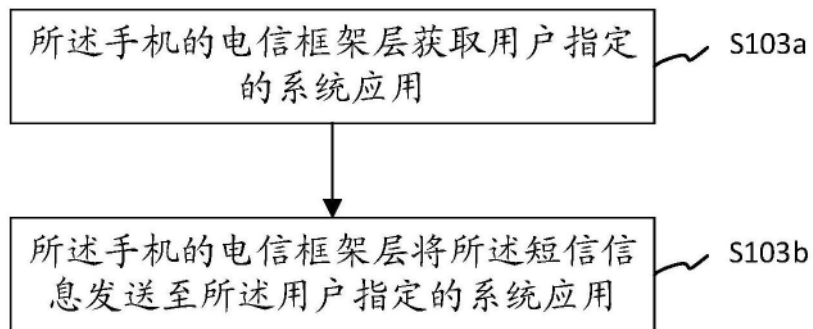 所述手机的电信框架层获取用户指定
的系统应用
S103a
所述手机的电信框架层将所述短信信
息发送至所述用户指定的系统应用
S103b